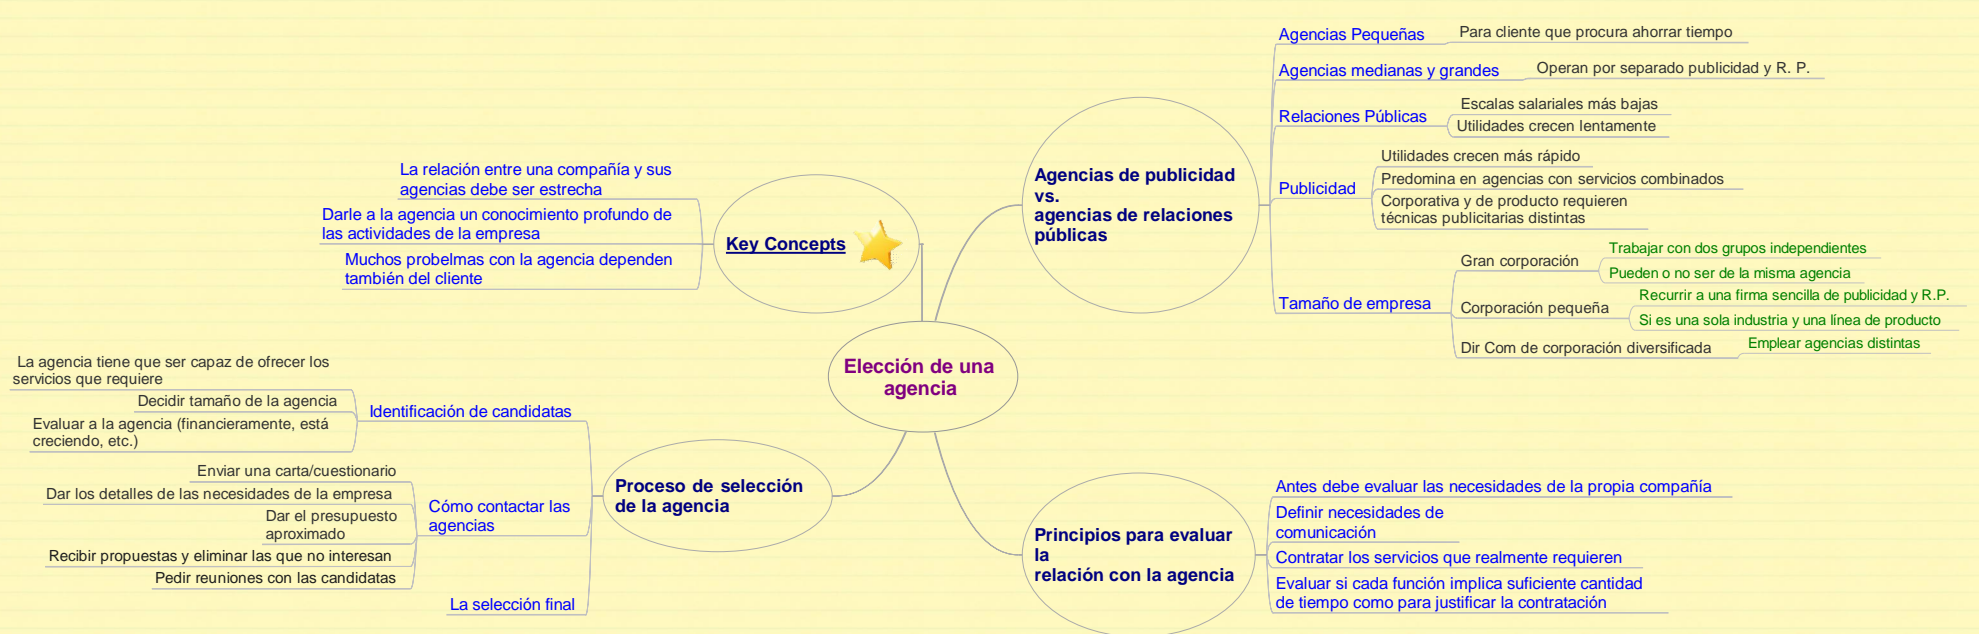 Elección de una
agencia
Key Concepts
La relación entre una compañía y sus
agencias debe ser estrecha
Darle a la agencia un conocimiento profundo de
las actividades de la empresa
Muchos probelmas con la agencia dependen
también del cliente
Agencias de publicidad
vs.
agencias de relaciones
públicas
Agencias Pequeñas
Para cliente que procura ahorrar tiempo
Agencias medianas y grandes
Operan por separado publicidad y R. P.
Relaciones Públicas
Escalas salariales más bajas
Utilidades crecen lentamente
Publicidad
Utilidades crecen más rápido
Predomina en agencias con servicios combinados
Corporativa y de producto requieren
técnicas publicitarias distintas
Tamaño de empresa
Gran corporación
Trabajar con dos grupos independientes
Pueden o no ser de la misma agencia
Corporación pequeña
Recurrir a una firma sencilla de publicidad y R.P.
Si es una sola industria y una línea de producto
Dir Com de corporación diversificada
Emplear agencias distintas
Proceso de selección
de la agencia
Identificación de candidatas
La agencia tiene que ser capaz de ofrecer los
servicios que requiere
Decidir tamaño de la agencia
Evaluar a la agencia (financieramente, está
creciendo, etc.)
Cómo contactar las
agencias
Enviar una carta/cuestionario
Dar los detalles de las necesidades de la empresa
Dar el presupuesto
aproximado
Recibir propuestas y eliminar las que no interesan
Pedir reuniones con las candidatas
La selección final
Principios para evaluar
la
relación con la agencia
Antes debe evaluar las necesidades de la propia compañía
Definir necesidades de
comunicación
Contratar los servicios que realmente requieren
Evaluar si cada función implica suficiente cantidad
de tiempo como para justificar la contratación